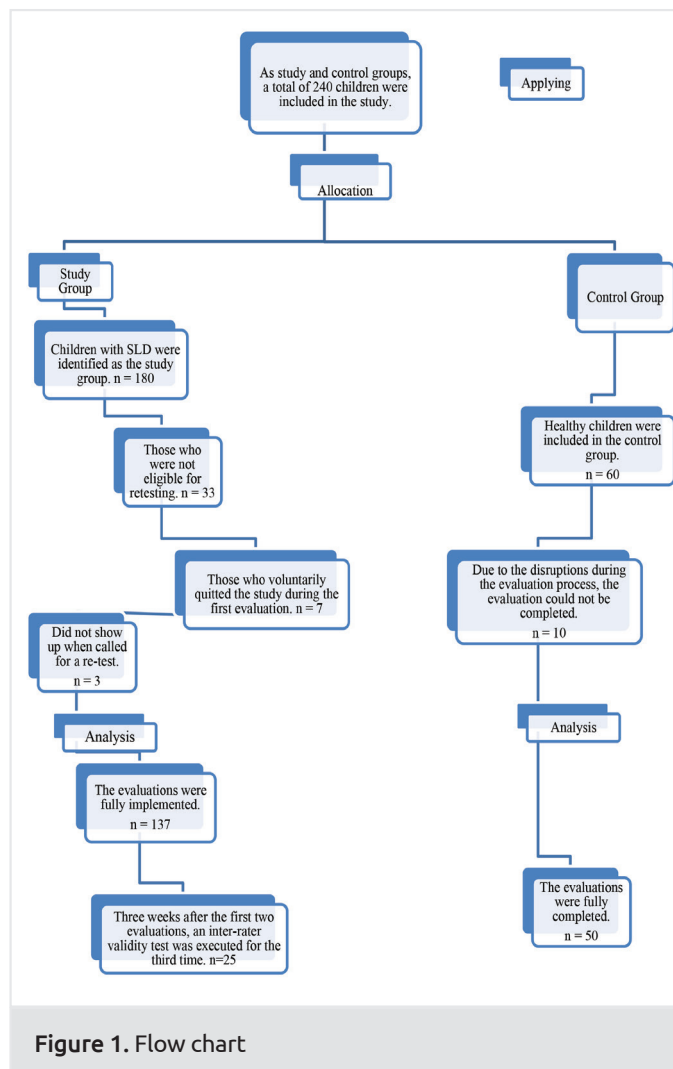 As study and control groups,
a total of 240 children were
included in the study.
Applying
Allocation
Study
Group
Control Group
Children with SLD were
identified as the study
group. n = 180
Those who
were not
eligible for
retesting. n = 33
Healthy children were
included in the control
group.
n = 60
Those who voluntarily
quitted the study during the
first evaluation. n = 7
Due to the disruptions during
the evaluation process, the
evaluation could not be
completed.
n = 10
Did not show
up when called
for a re-test.
n = 3
Analysis
Analysis
The evaluations were
fully implemented.
n = 137
Three weeks after the first two
evaluations, an inter-rater
validity test was executed for the
third time. n=25
The evaluations
were fully
completed.
n = 50
Figure 1. Flow chart